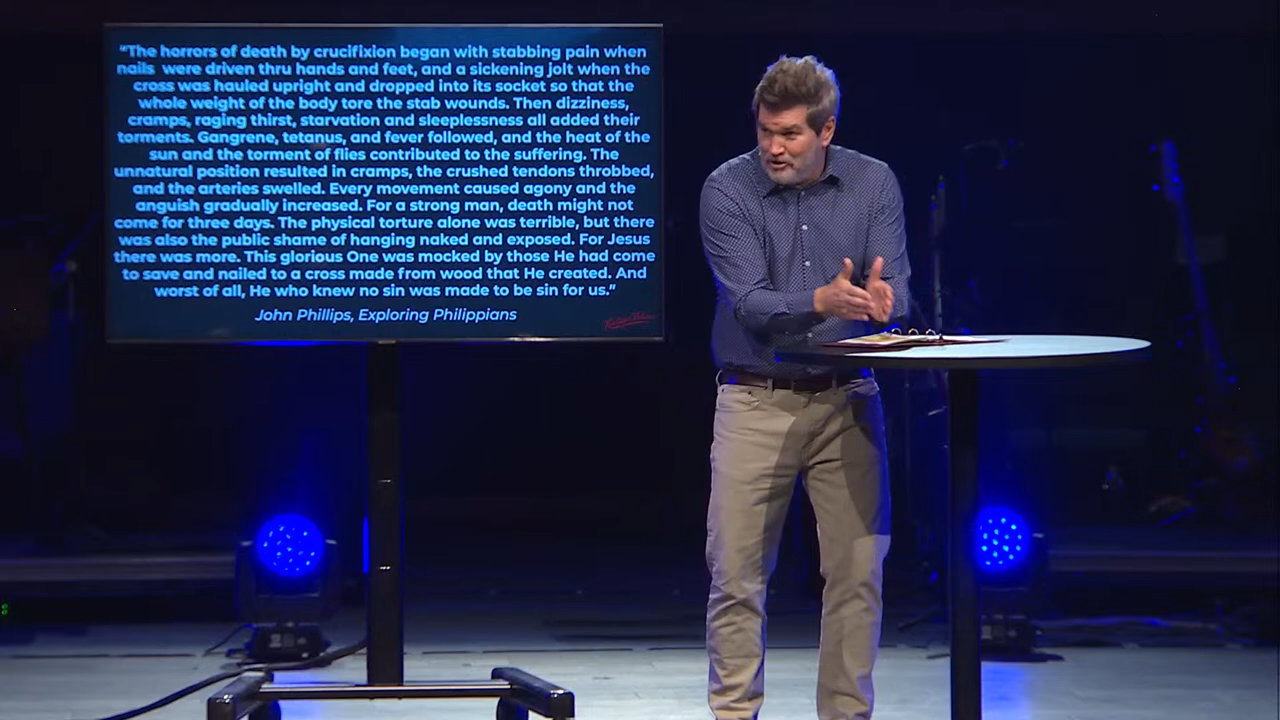 “The horrors of death by crucifixion began with stabbing pain when
nails were driven thru hands and feet, and a sickening jolt when the
cross was hauled upright and dropped into its socket so that the
whole weight of the body tore the stab wounds. Then dizziness,
cramps, raging thirst, starvation and sleeplessness all added their
torments. Gangrene, tetanus, and fever followed, and the heat of the
sun and the torment of flies contributed to the suffering. The
unnatural position resulted in cramps, the crushed tendons throbbed,
and the arteries swelled. Every movement caused agony and the
anguish gradually increased. For a strong man, death might not
come for three days. The physical torture alone was terrible, but there
was also the public shame of hanging naked and exposed. For Jesus
there was more. This glorious One was mocked by those He had come
to save and nailed to a cross made from wood that He created. And
worst of all, He who knew no sin was made to be sin for us.”
John Phillips, Exploring Philippians